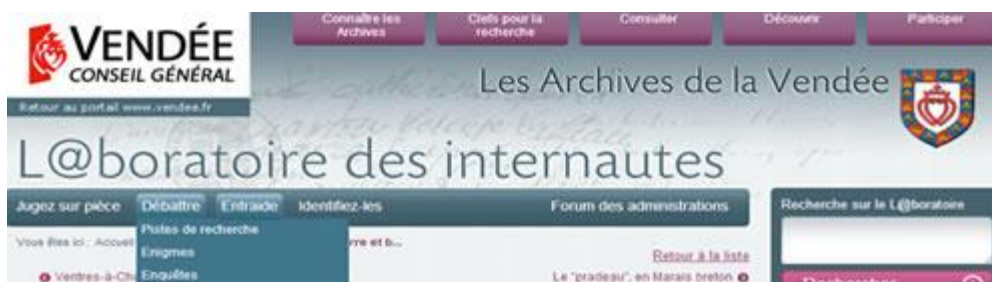 Connaître les Archives
Clefs pour la recherche
Consulter
Découvrir
Participer
VENDÉE
CONSEIL GÉNÉRAL
Retour au portail www.vendee.fr
Les Archives de la Vendée
L@boratoire des internautes
Jugez sur pièce Débattre Entraide Identifiez-les Forum des administrations
Recherche sur le L@boratoire
Pistes de recherche
Vous êtes ici : Accueil
rre et b...
Enigmes
Retour à la liste
Ventres-à-Ch
Enquêtes
Le "pradeau", en Marais breton
Rechercher